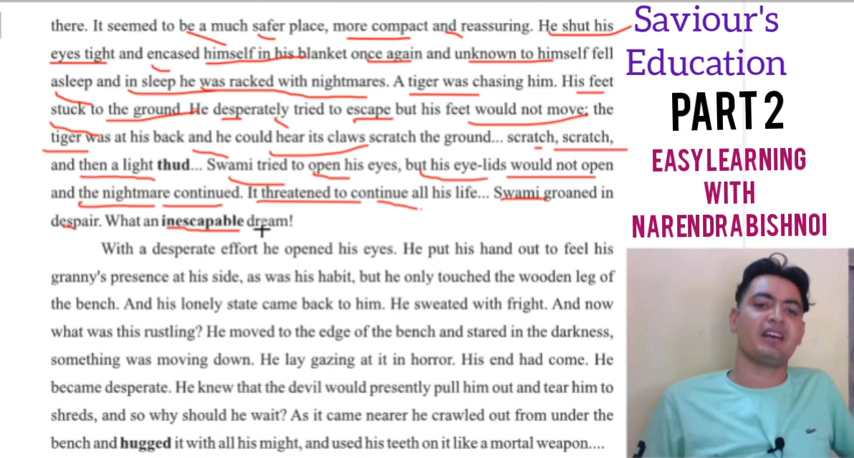 there. It seemed to be a much safer place, more compact and reassuring. He shut his
eyes tight and encased himself in his blanket once again and unknown to himself fell
asleep and in sleep he was racked with nightmares. A tiger was chasing him. His feet
stuck to the ground. He desperately tried to escape but his feet would not move; the
tiger was at his back and he could hear its claws scratch the ground... scratch, scratch,
and then a light thud... Swami tried to open his eyes, but his eye-lids would not open
and the nightmare continued. It threatened to continue all his life... Swami groaned in
despair. What an inescapable dream!
With a desperate effort he opened his eyes. He put his hand out to feel his
granny's presence at his side, as was his habit, but he only touched the wooden leg of
the bench. And his lonely state came back to him. He sweated with fright. And now
what was this rustling? He moved to the edge of the bench and stared in the darkness,
something was moving down. He lay gazing at it in horror. His end had come. He
became desperate. He knew that the devil would presently pull him out and tear him to
shreds, and so why should he wait? As it came nearer he crawled out from under the
bench and hugged it with all his might, and used his teeth on it like a mortal weapon....
Saviour's
Education
PART 2
EASY LEARNING
WITH
NARENDRA BISHNOI